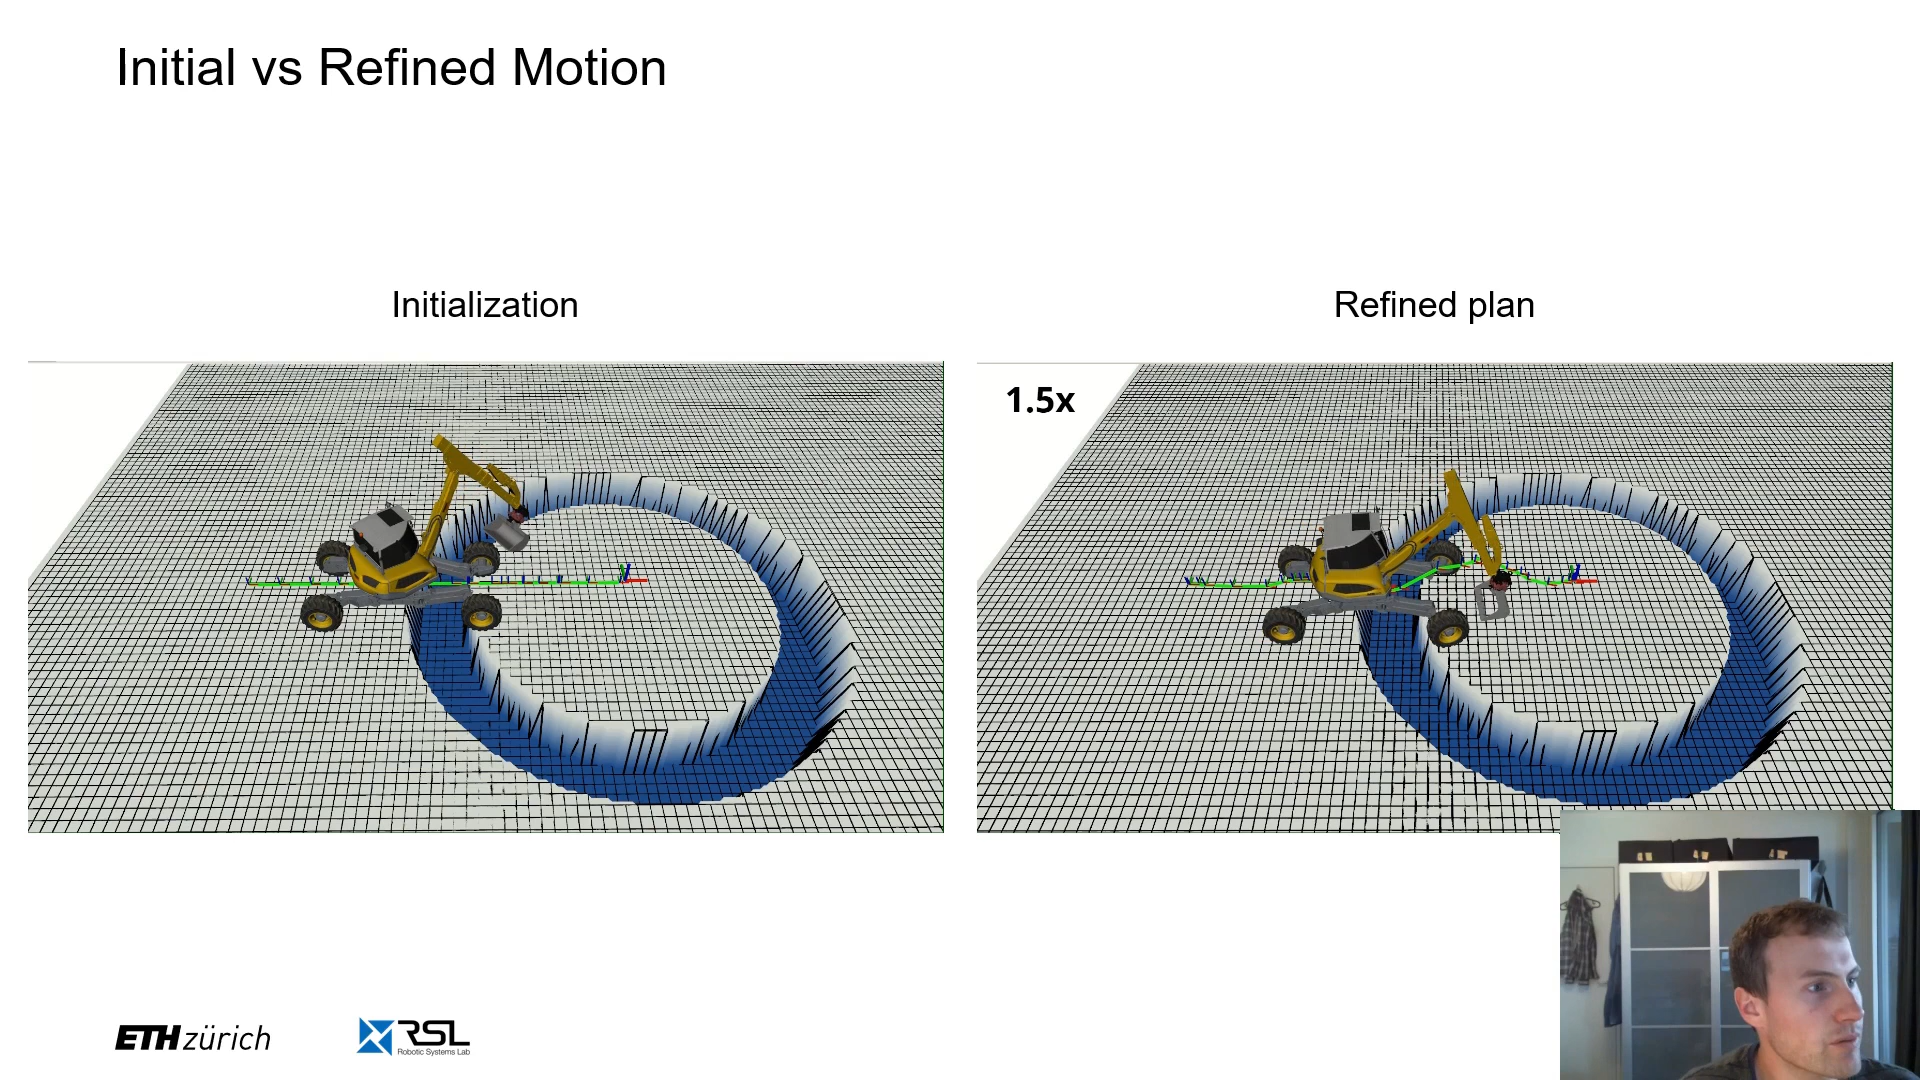 Initial vs Refined Motion
Initialization
Refined plan
1.5x
ETH zürich
RSL
Robotic Systems Lab